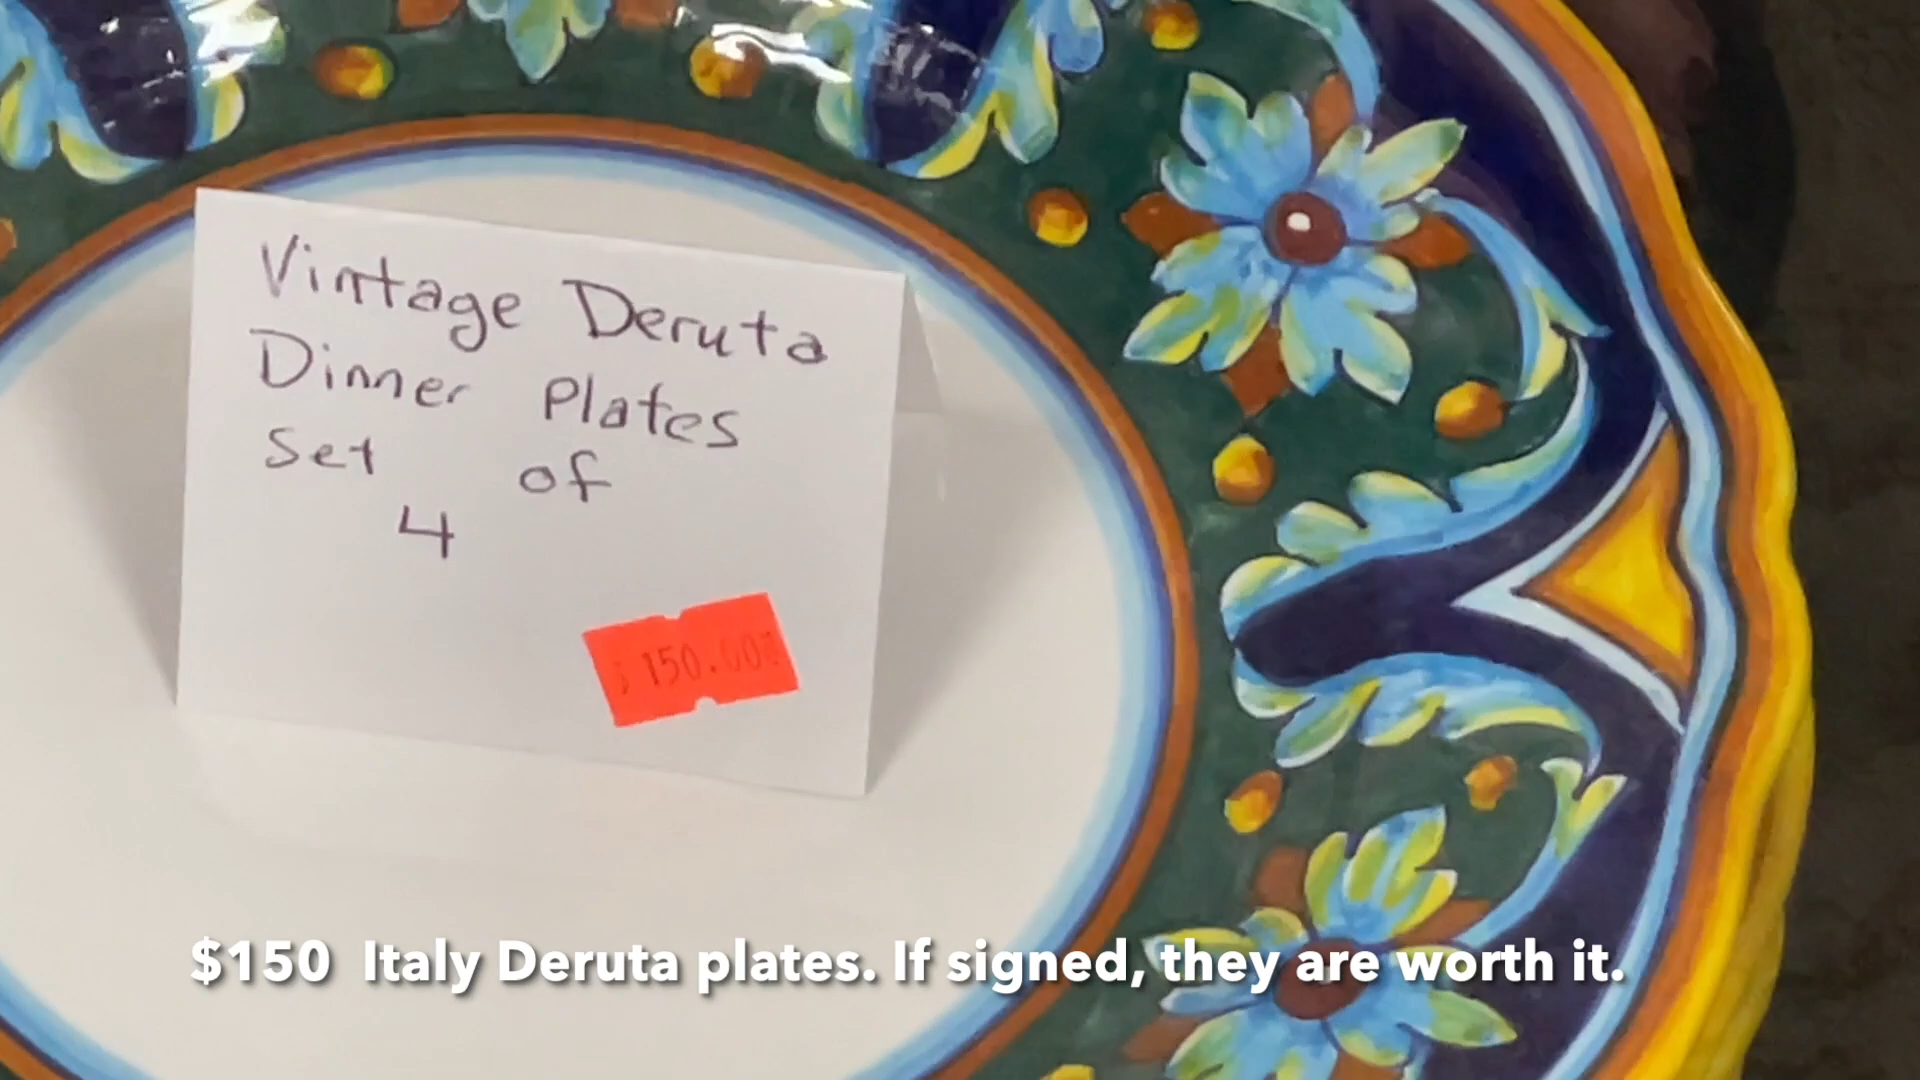 Vintage Deruta
Dinner Plates
Set of
4
$150.00
$150 Italy Deruta plates. If signed, they are worth it.